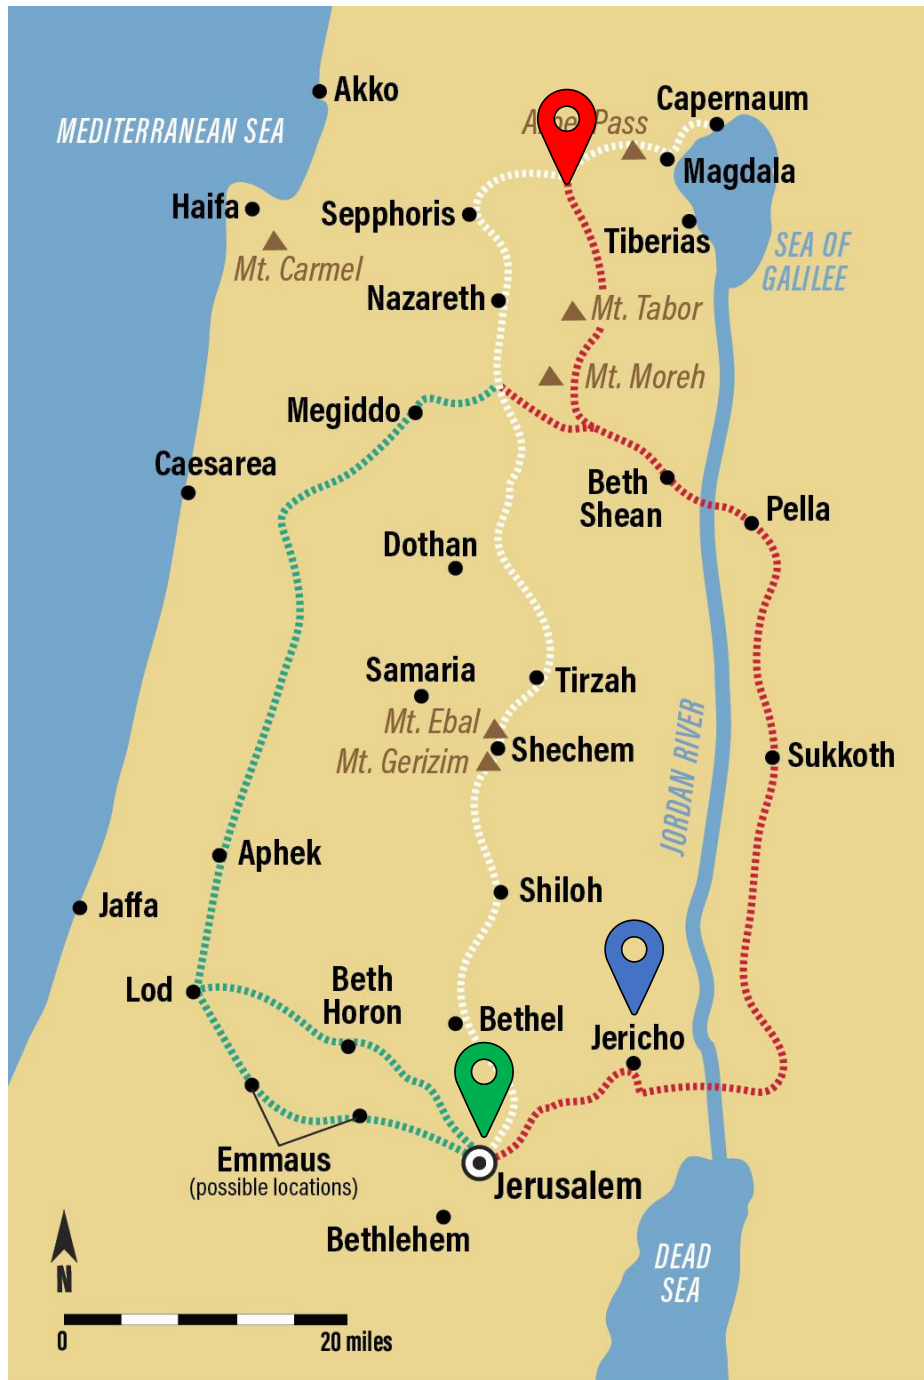 Akko
Capernaum
MEDITERRANEAN SEA
Pass
Magdala
Haifa
Sepphoris
Tiberias
SEA OF
GALILEE
Mt. Carmel
Nazareth
Mt. Tabor
Mt. Moreh
Megiddo
Caesarea
Beth
Shean
Pella
Dothan
Samaria
Tirzah
Mt. Ebal
Shechem
Mt. Gerizim
JORDAN RIVER
Sukkoth
Aphek
Shiloh
Jaffa
Lod
Beth
Horon
Bethel
Jericho
Emmaus
(possible locations)
Jerusalem
Bethlehem
DEAD
SEA
N
0
20 miles